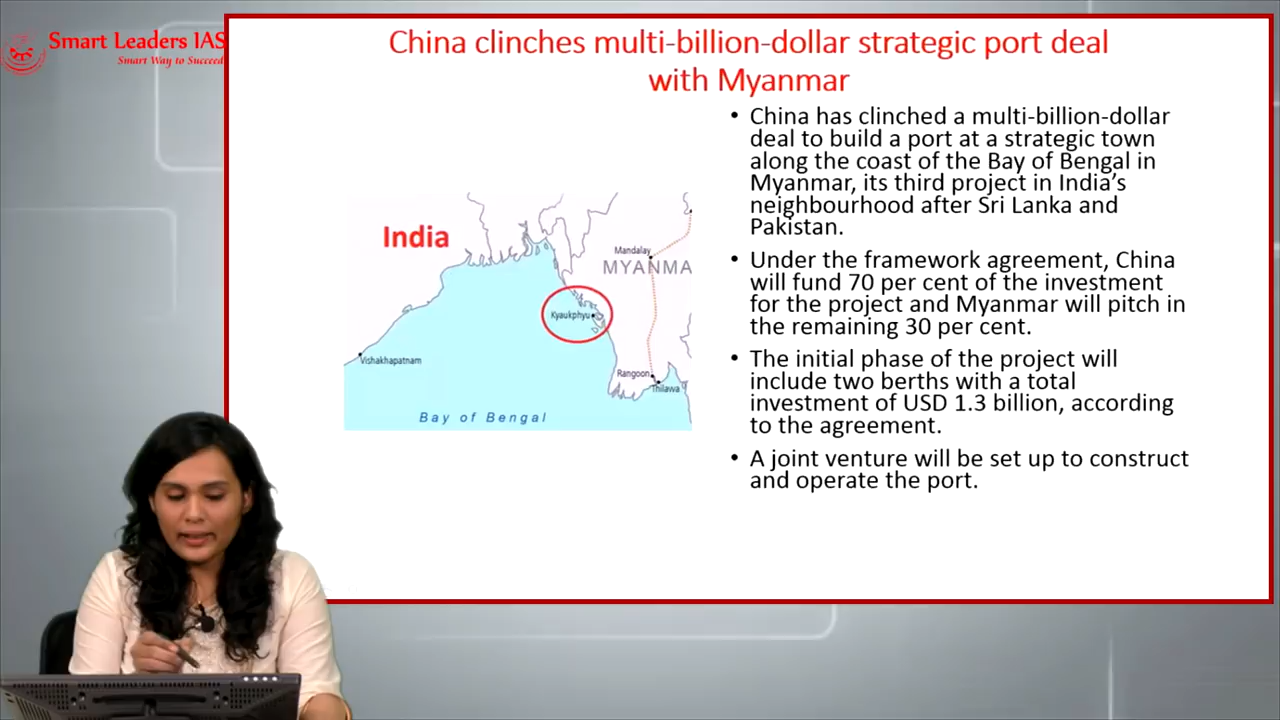 Smart Leaders IAS
Smart Way to Succeed
China clinches multi-billion-dollar strategic port deal
with Myanmar
• China has clinched a multi-billion-dollar
deal to build a port at a strategic town
along the coast of the Bay of Bengal in
Myanmar, its third project in India's
neighbourhood after Sri Lanka and
Pakistan.
• Under the framework agreement, China
will fund 70 per cent of the investment
for the project and Myanmar will pitch in
the remaining 30 per cent.
• The initial phase of the project will
include two berths with a total
investment of USD 1.3 billion, according
to the agreement.
• A joint venture will be set up to construct
and operate the port.
India
Mandalay
MYANMA
Kyaukphyu
Vishakhapatnam
Rangoon
Thilawa
Bay of Bengal